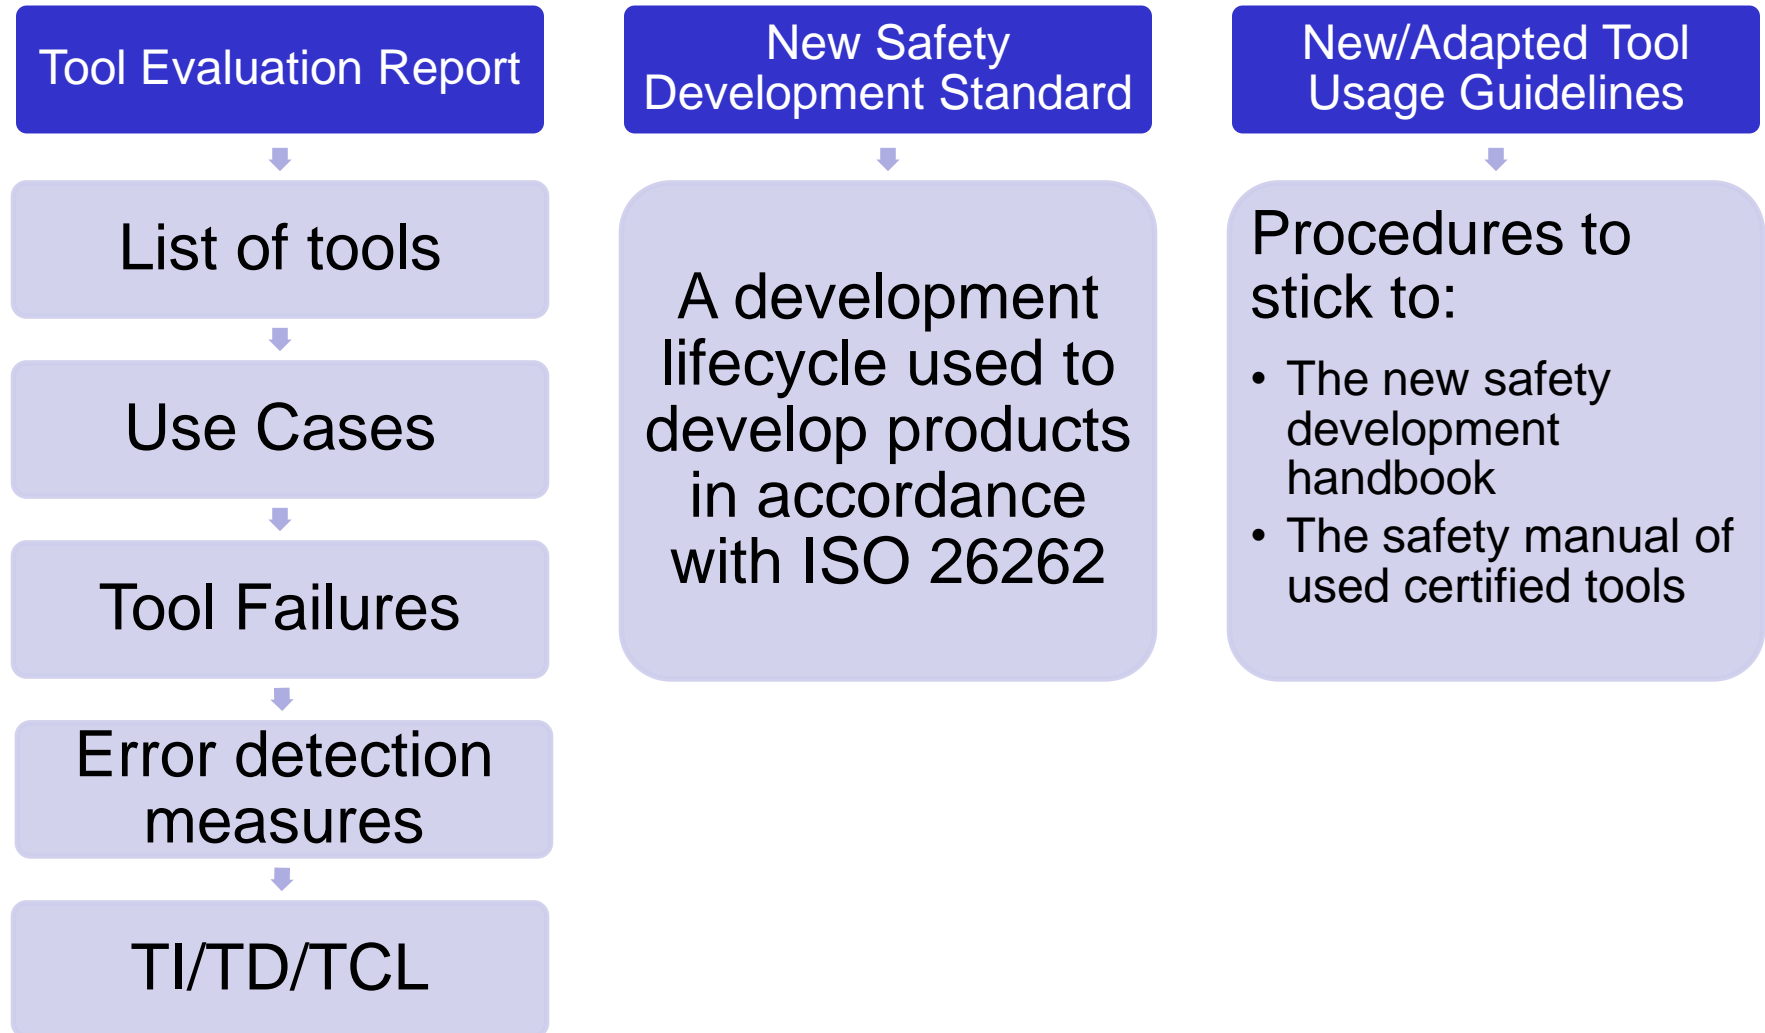 Tool Evaluation Report
List of tools
Use Cases
Tool Failures
Error detection
measures
TI/TD/TCL
New Safety
Development Standard
A development
lifecycle used to
develop products
in accordance
with ISO 26262
New/Adapted Tool
Usage Guidelines
Procedures to
stick to:
• The new safety
development
handbook
• The safety manual of
used certified tools